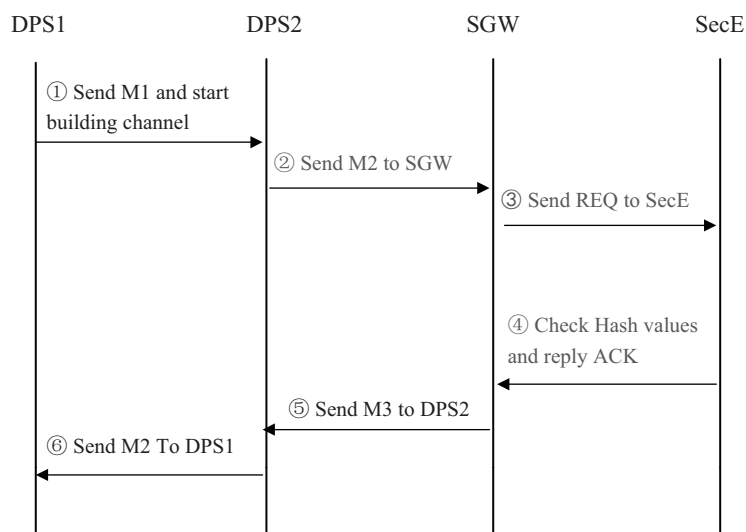 DPS1 DPS2 SGW SecE
① Send M1 and start
building channel
② Send M2 to SGW
③ Send REQ to SecE
④ Check Hash values
and reply ACK
⑤ Send M3 to DPS2
⑥ Send M2 To DPS1